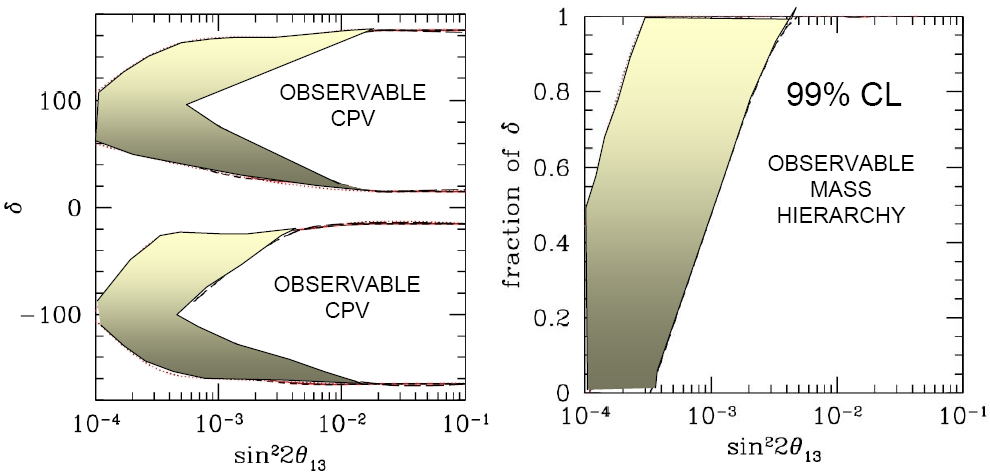 100
0
−100
δ
OBSERVABLE
CPV
OBSERVABLE
CPV
10⁻⁴ 10⁻³ 10⁻² 10⁻¹
sin²2θ₁₃
1
0.8
0.6
0.4
0.2
0
fraction of δ
99% CL
OBSERVABLE
MASS
HIERARCHY
10⁻⁴ 10⁻³ 10⁻² 10⁻¹
sin²2θ₁₃